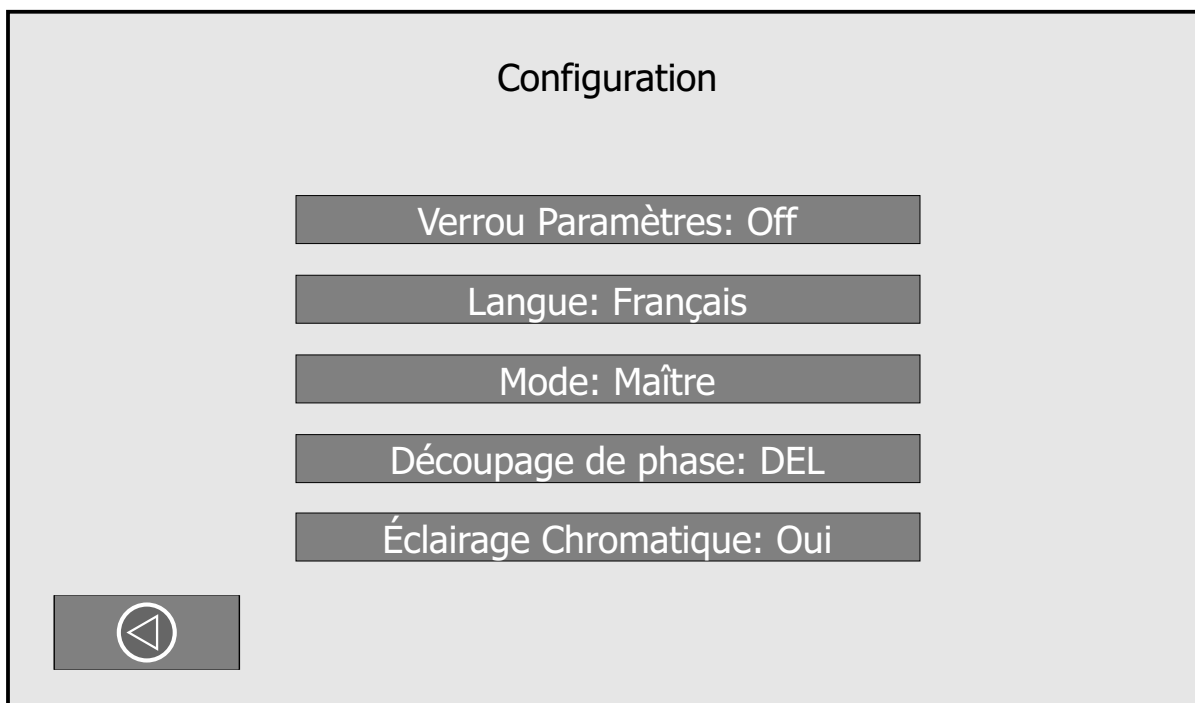 Configuration
Verrou Paramètres: Off
Langue: Français
Mode: Maître
Découpage de phase: DEL
Éclairage Chromatique: Oui